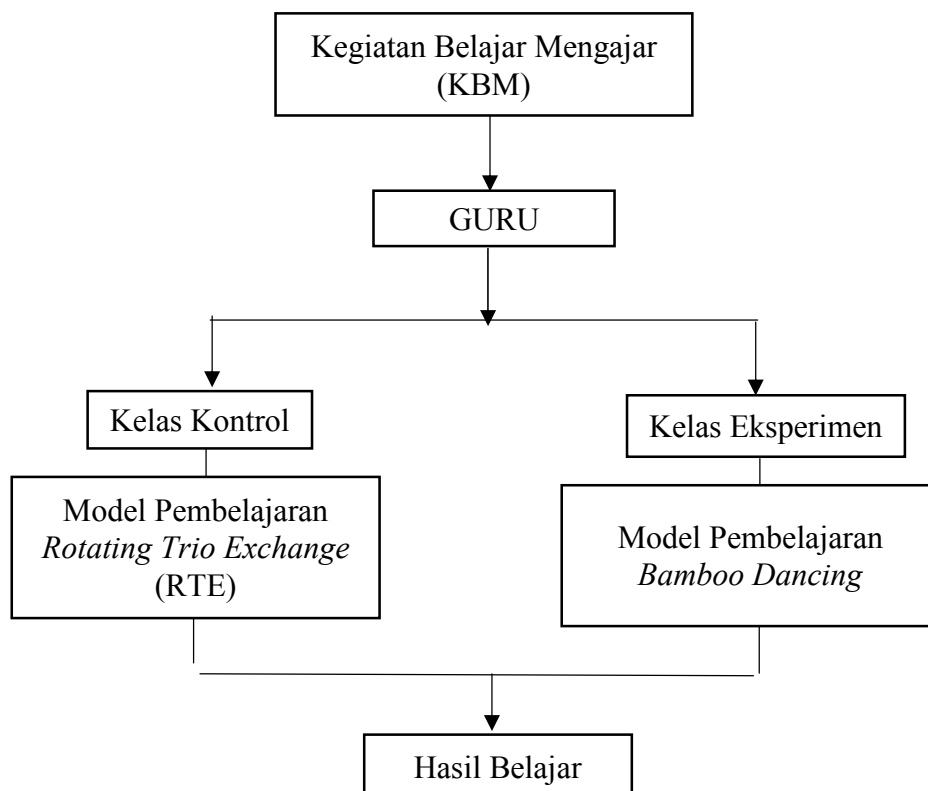 Kegiatan Belajar Mengajar
(KBM)
GURU
Kelas Kontrol
Kelas Eksperimen
Model Pembelajaran
Rotating Trio Exchange
(RTE)
Model Pembelajaran
Bamboo Dancing
Hasil Belajar